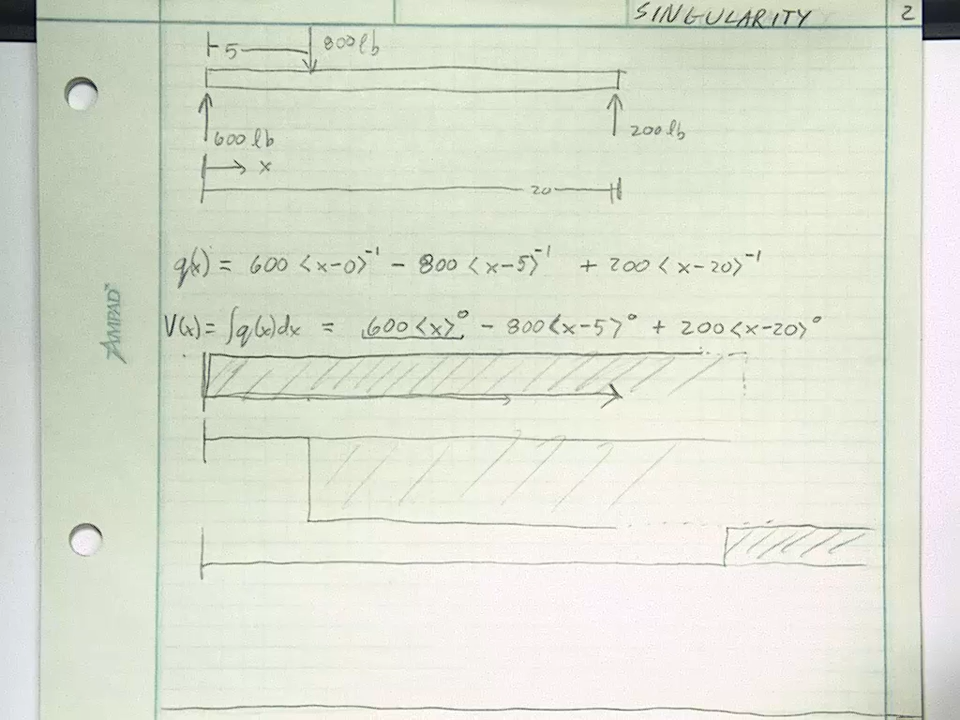 SINGULARITY 2
5 800 lb
600 lb 200 lb
x
20
q(x) = 600 <x-0>⁻¹ - 800 <x-5>⁻¹ + 200 <x-20>⁻¹
V(x) = ∫q(x)dx = 600<x>⁰ - 800<x-5>⁰ + 200<x-20>⁰
AMPAD™